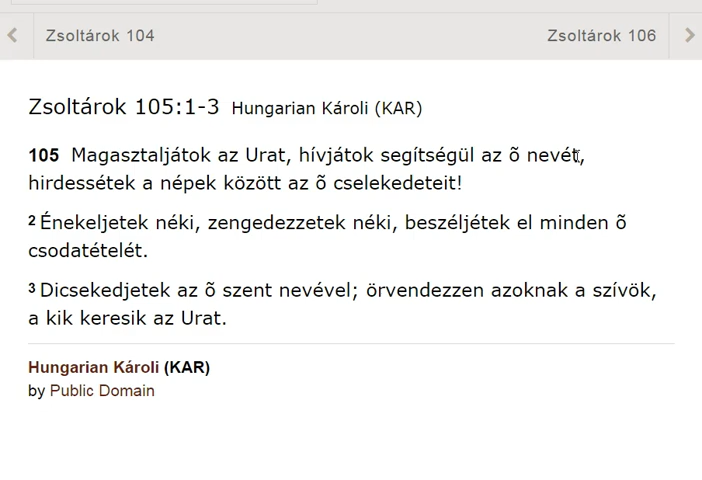 Zsoltárok 104 Zsoltárok 106
Zsoltárok 105:1-3 Hungarian Károli (KAR)
105 Magasztaljátok az Urat, hívjátok segítségül az õ nevét,
hirdessétek a népek között az õ cselekedeteit!
2 Énekeljetek néki, zengedezzetek néki, beszéljétek el minden õ
csodatételét.
3 Dicsekedjetek az õ szent nevével; örvendezzen azoknak a szívök,
a kik keresik az Urat.
Hungarian Károli (KAR)
by Public Domain